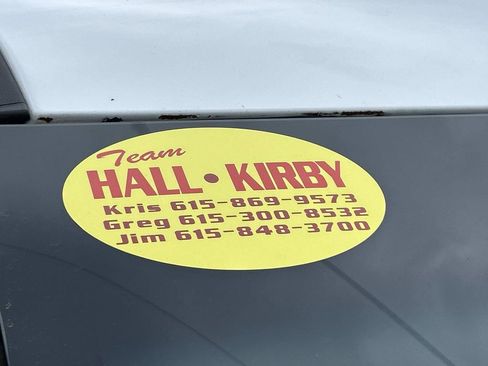 Team
HALL • KIRBY
Kris 615-869-9573
Greg 615-300-8532
Jim 615-848-3700